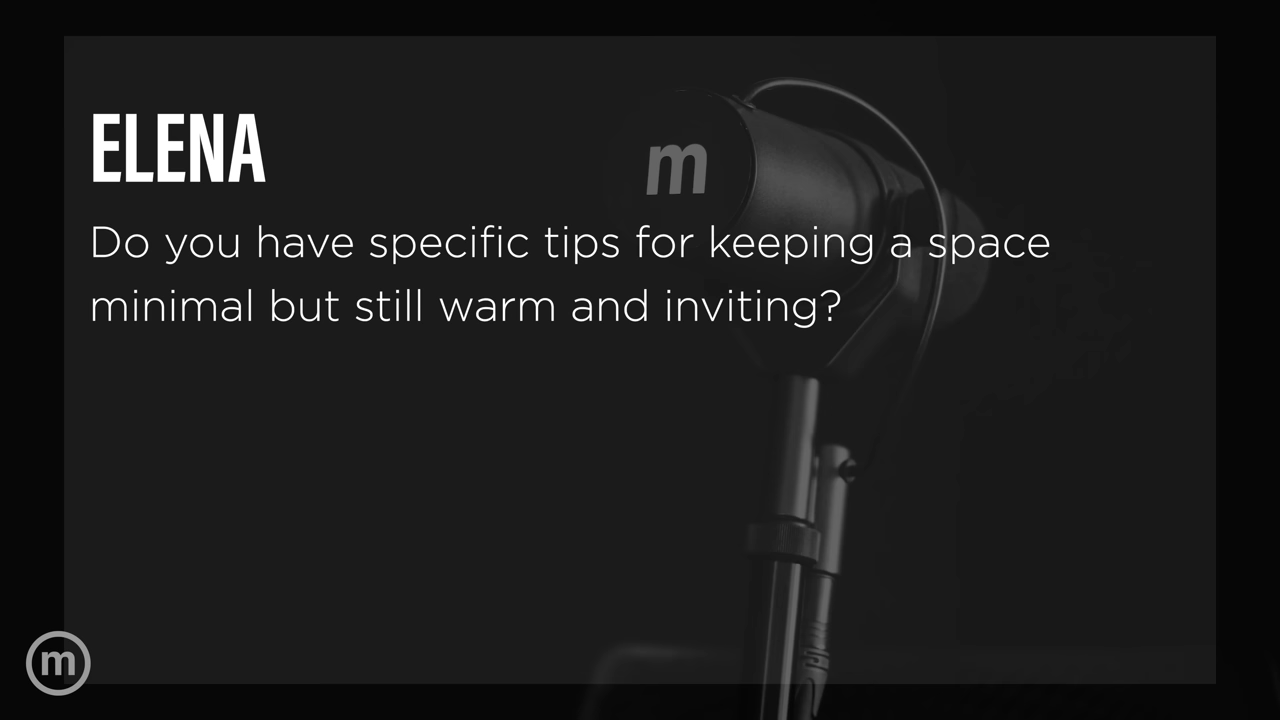 m
ELENA
Do you have specific tips for keeping a space
minimal but still warm and inviting?
m